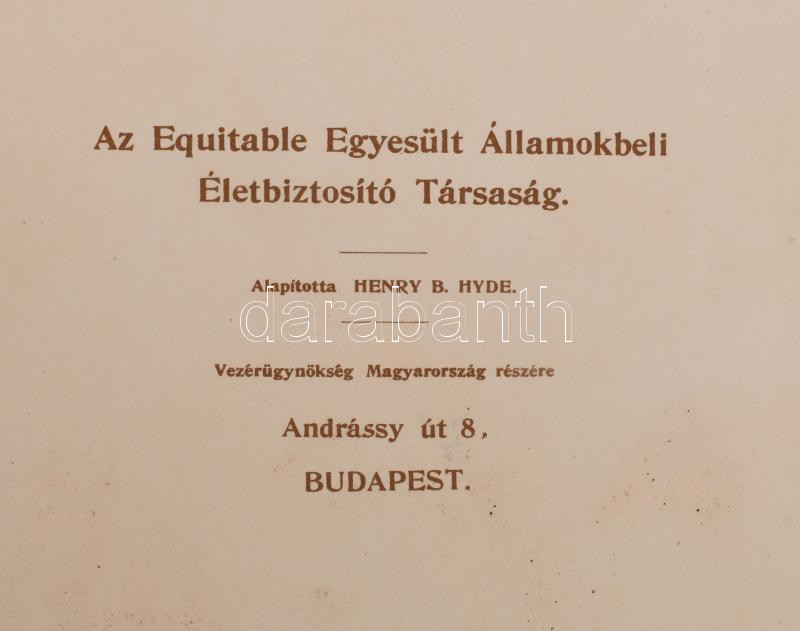 Az Equitable Egyesült Államokbeli
Életbiztosító Társaság.
Alapította HENRY B. HYDE.
darabanth
Vezérügynökség Magyarország részére
Andrássy út 8,
BUDAPEST.